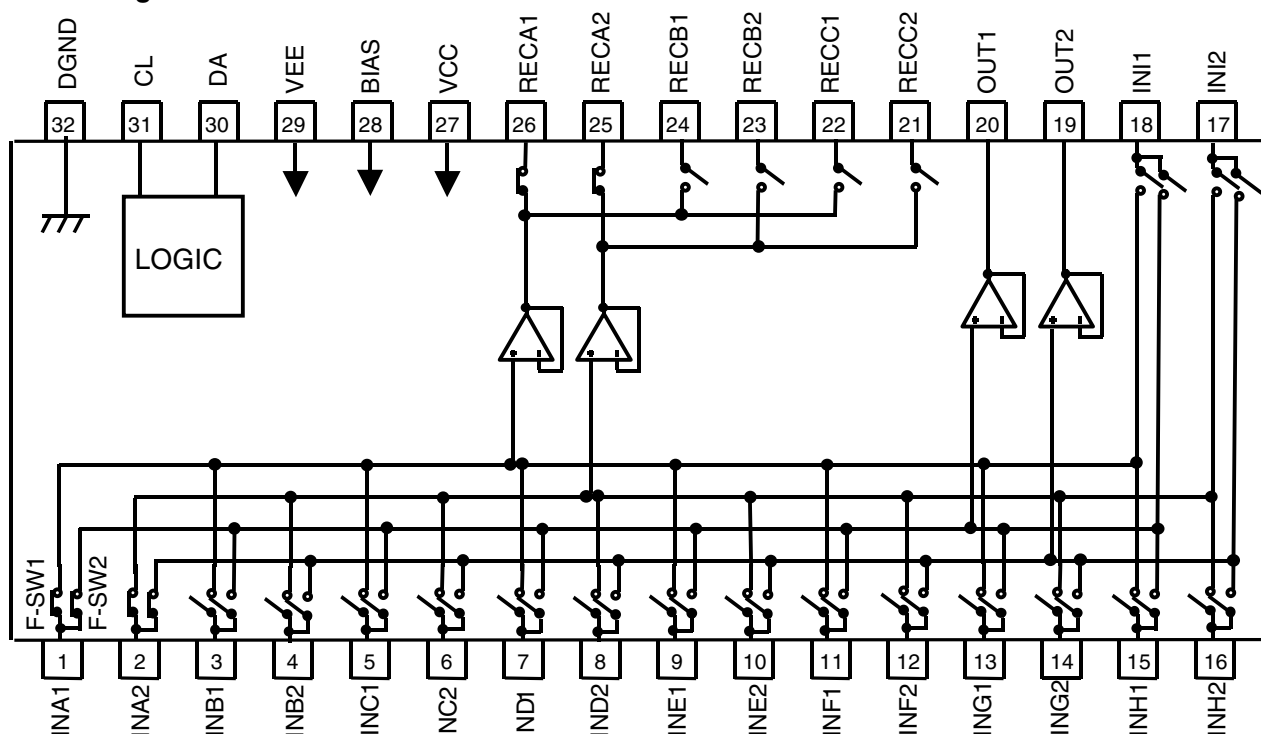 DGND CL DA VEE BIAS VCC RECA1 RECA2 RECB1 RECB2 RECC1 RECC2 OUT1 OUT2 INI1 INI2
32 31 30 29 28 27 26 25 24 23 22 21 20 19 18 17
LOGIC
F-SW1 F-SW2
1 2 3 4 5 6 7 8 9 10 11 12 13 14 15 16
INA1 INA2 INB1 INB2 INC1 NC2 ND1 IND2 INE1 INE2 INF1 INF2 ING1 ING2 INH1 INH2